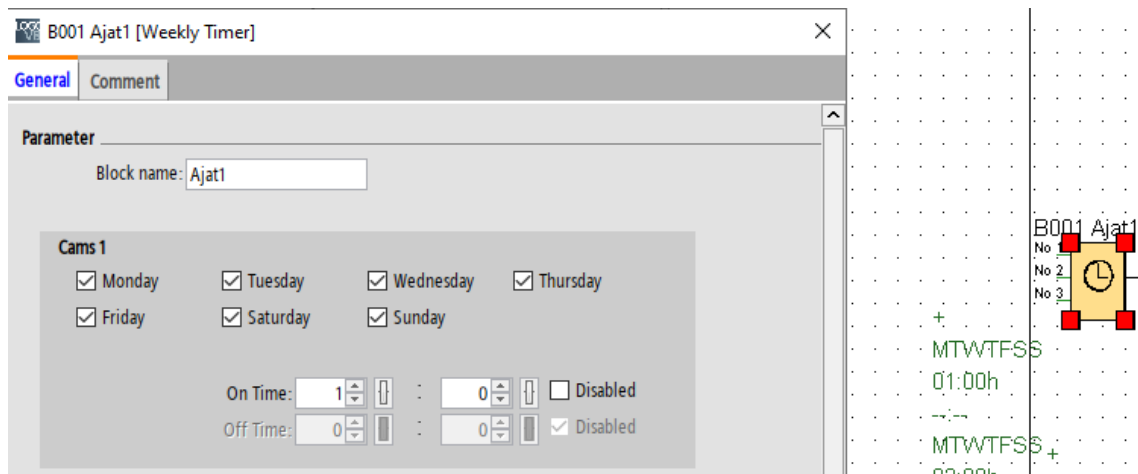 B001 Ajat1 [Weekly Timer]
General Comment
Parameter
Block name: Ajat1
Cams 1
Monday Tuesday Wednesday Thursday
Friday Saturday Sunday
On Time: 1 : 0 Disabled
Off Time: 0 : 0 Disabled
B001 Ajat1
No 1
No 2
No 3
+
MTWTFSS
01:00h
--:--
MTWTFSS +